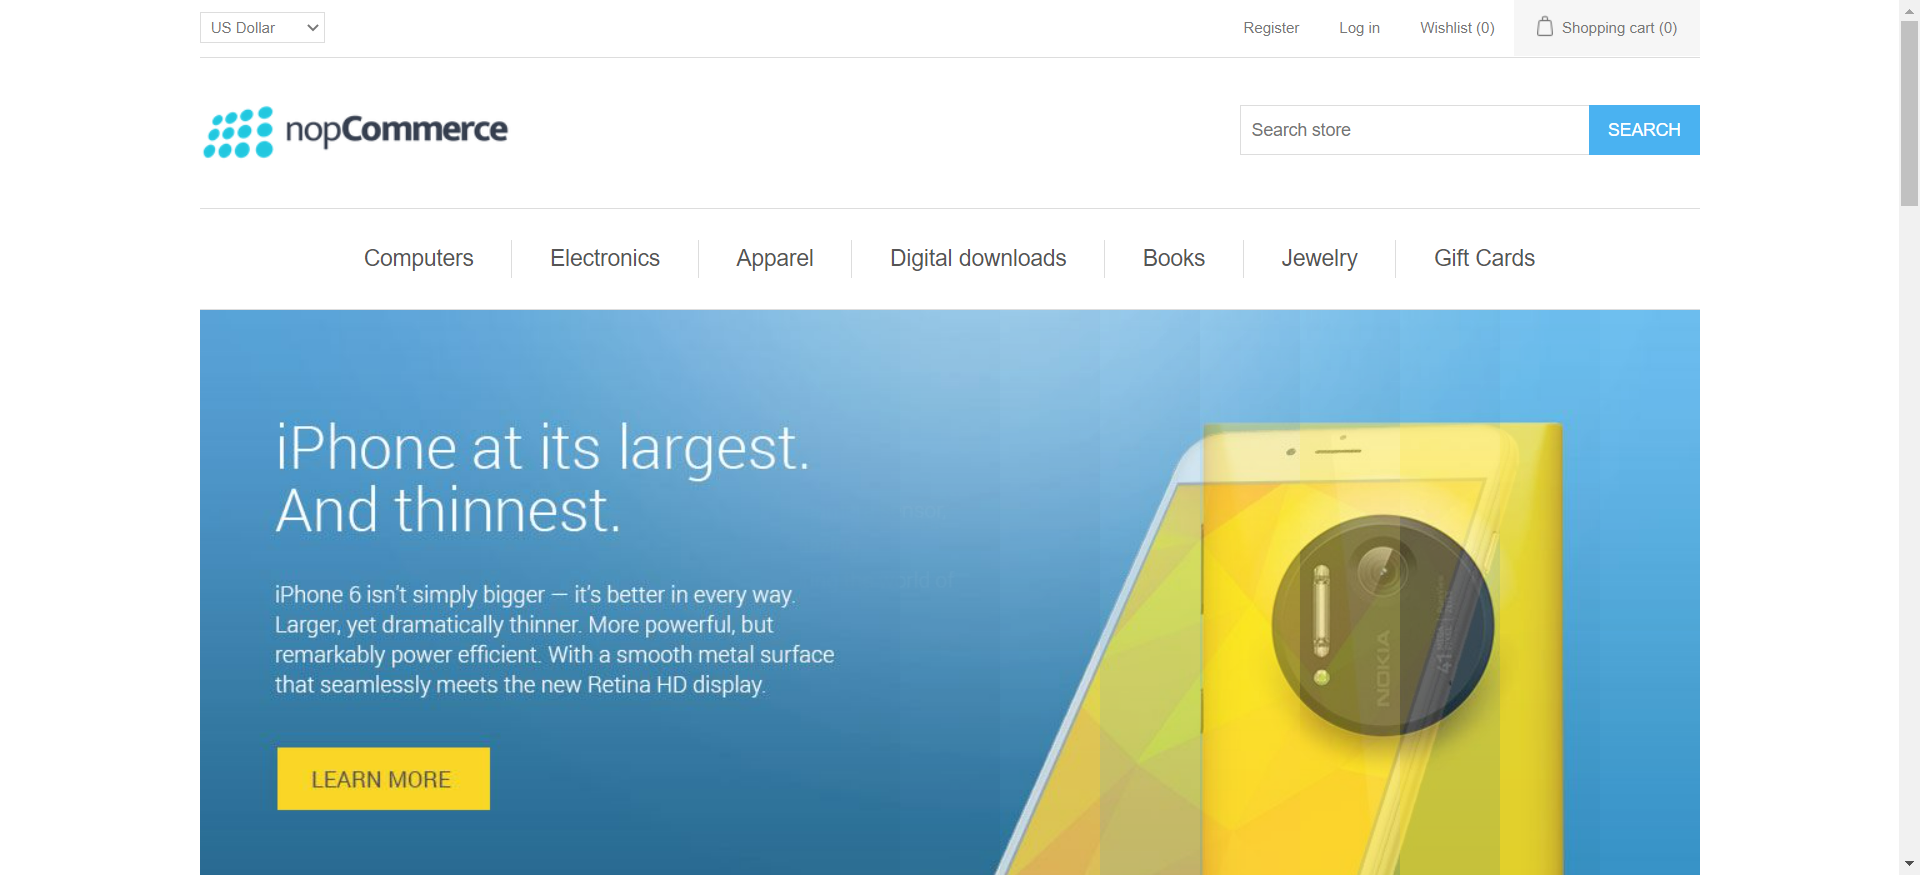 US Dollar
Register
Log in
Wishlist (0)
Shopping cart (0)
nopCommerce
Search store
SEARCH
Computers
Electronics
Apparel
Digital downloads
Books
Jewelry
Gift Cards
iPhone at its largest.
And thinnest.
iPhone 6 isn't simply bigger — it's better in every way.
Larger, yet dramatically thinner. More powerful, but
remarkably power efficient. With a smooth metal surface
that seamlessly meets the new Retina HD display.
LEARN MORE
NOKIA
41